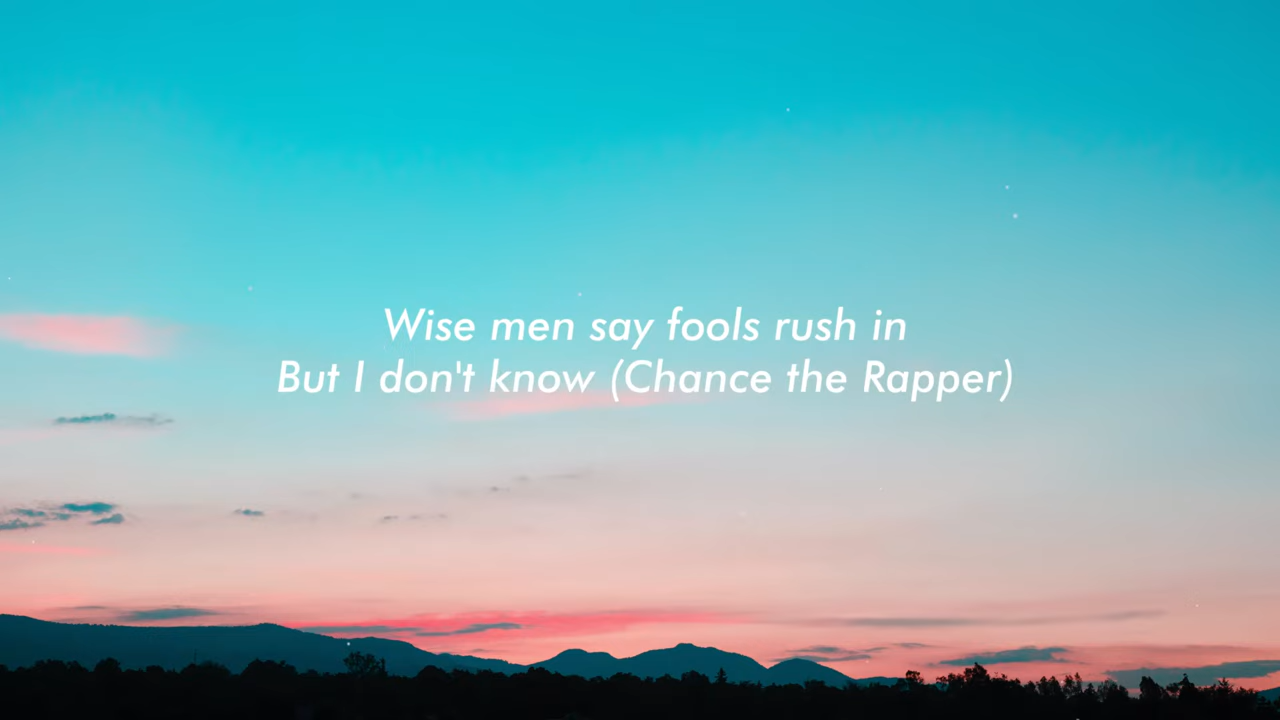 Wise men say fools rush in
But I don't know (Chance the Rapper)